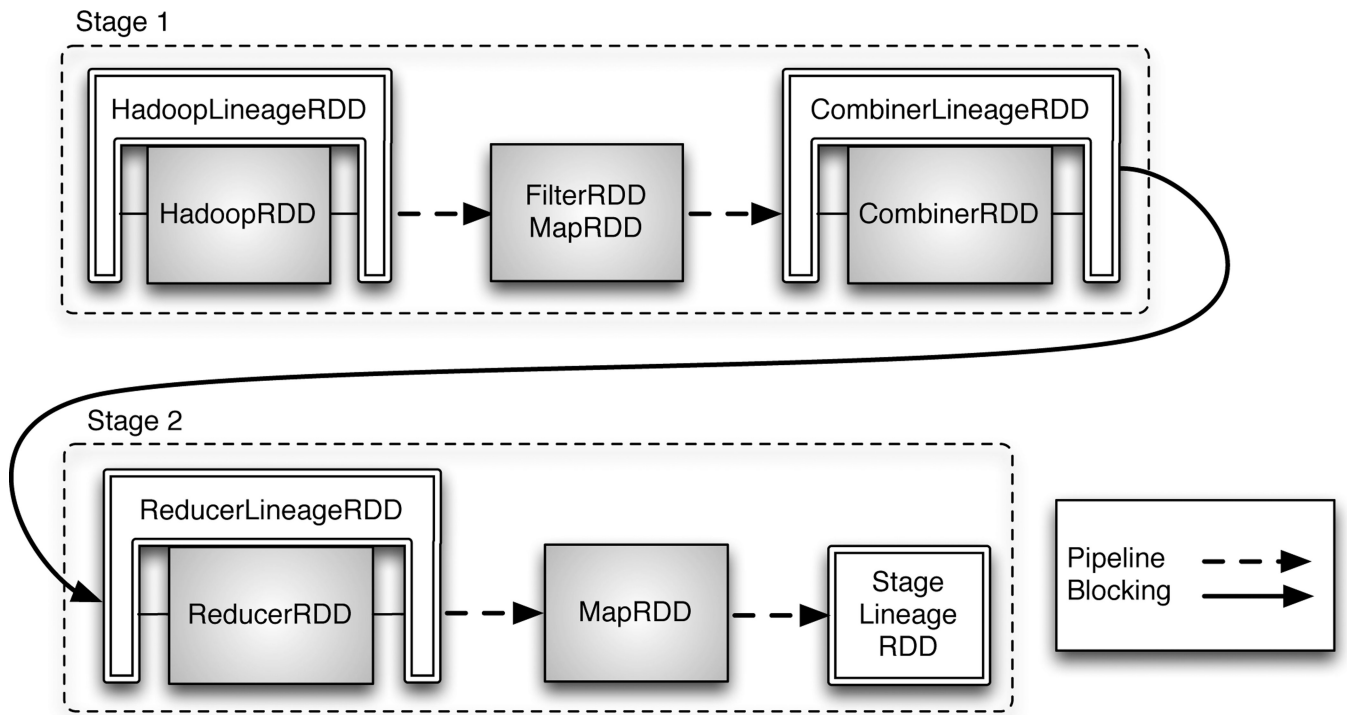 Stage 1
HadoopLineageRDD
CombinerLineageRDD
HadoopRDD
FilterRDD
MapRDD
CombinerRDD
Stage 2
ReducerLineageRDD
ReducerRDD
MapRDD
Stage
Lineage
RDD
Pipeline
Blocking